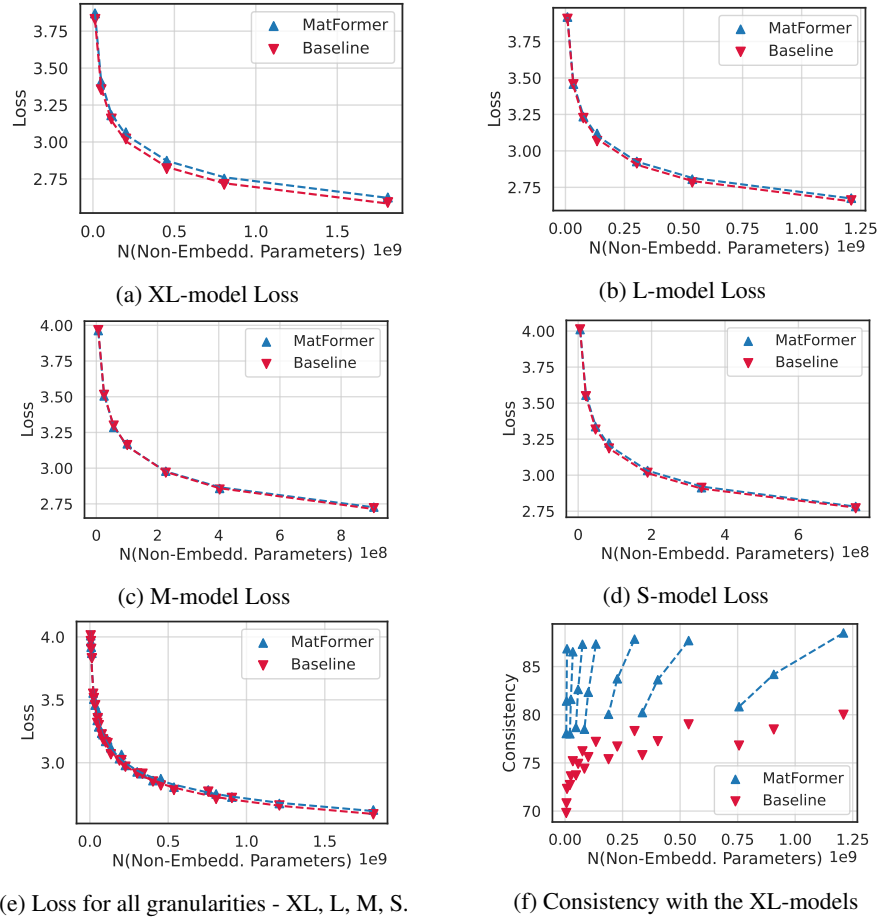 MatFormer
Baseline
3.75
3.50
3.25
3.00
2.75
Loss
0.0 0.5 1.0 1.5
N(Non-Embedd. Parameters) 1e9
(a) XL-model Loss
MatFormer
Baseline
3.75
3.50
3.25
3.00
2.75
Loss
0.00 0.25 0.50 0.75 1.00 1.25
N(Non-Embedd. Parameters) 1e9
(b) L-model Loss
MatFormer
Baseline
4.00
3.75
3.50
3.25
3.00
2.75
Loss
0 2 4 6 8
N(Non-Embedd. Parameters) 1e8
(c) M-model Loss
MatFormer
Baseline
4.00
3.75
3.50
3.25
3.00
2.75
Loss
0 2 4 6
N(Non-Embedd. Parameters) 1e8
(d) S-model Loss
MatFormer
Baseline
4.0
3.5
3.0
Loss
0.0 0.5 1.0 1.5
N(Non-Embedd. Parameters) 1e9
(e) Loss for all granularities - XL, L, M, S.
85
80
75
70
Consistency
MatFormer
Baseline
0.00 0.25 0.50 0.75 1.00 1.25
N(Non-Embedd. Parameters) 1e9
(f) Consistency with the XL-models